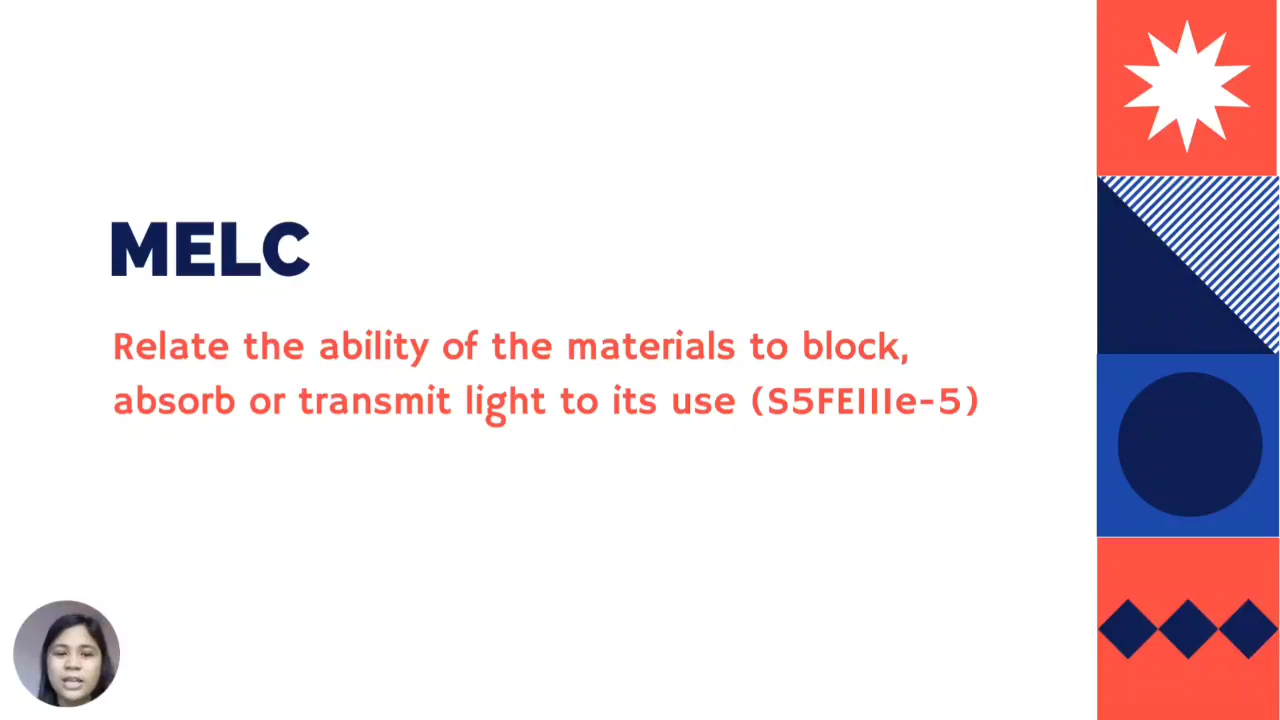 MELC
Relate the ability of the materials to block,
absorb or transmit light to its use (S5FEIIIe-5)